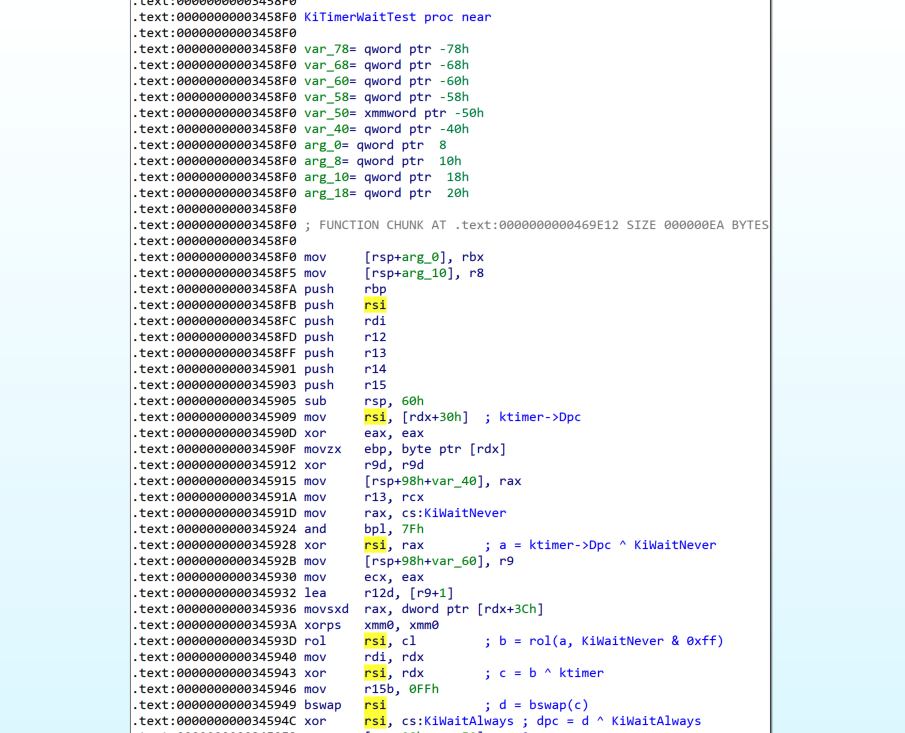 .text:00000000003458F0
.text:00000000003458F0 KiTimerWaitTest proc near
.text:00000000003458F0
.text:00000000003458F0 var_78= qword ptr -78h
.text:00000000003458F0 var_68= qword ptr -68h
.text:00000000003458F0 var_60= qword ptr -60h
.text:00000000003458F0 var_58= qword ptr -58h
.text:00000000003458F0 var_50= xmmword ptr -50h
.text:00000000003458F0 var_40= qword ptr -40h
.text:00000000003458F0 arg_0= qword ptr  8
.text:00000000003458F0 arg_8= qword ptr  10h
.text:00000000003458F0 arg_10= qword ptr  18h
.text:00000000003458F0 arg_18= qword ptr  20h
.text:00000000003458F0
.text:00000000003458F0 ; FUNCTION CHUNK AT .text:0000000000469E12 SIZE 000000EA BYTES
.text:00000000003458F0
.text:00000000003458F0 mov     [rsp+arg_0], rbx
.text:00000000003458F5 mov     [rsp+arg_10], r8
.text:00000000003458FA push    rbp
.text:00000000003458FB push    rsi
.text:00000000003458FC push    rdi
.text:00000000003458FD push    r12
.text:00000000003458FF push    r13
.text:0000000000345901 push    r14
.text:0000000000345903 push    r15
.text:0000000000345905 sub     rsp, 60h
.text:0000000000345909 mov     rsi, [rdx+30h]  ; ktimer->Dpc
.text:000000000034590D xor     eax, eax
.text:000000000034590F movzx   ebp, byte ptr [rdx]
.text:0000000000345912 xor     r9d, r9d
.text:0000000000345915 mov     [rsp+98h+var_40], rax
.text:000000000034591A mov     r13, rcx
.text:000000000034591D mov     rax, cs:KiWaitNever
.text:0000000000345924 and     bpl, 7Fh
.text:0000000000345928 xor     rsi, rax        ; a = ktimer->Dpc ^ KiWaitNever
.text:000000000034592B mov     [rsp+98h+var_60], r9
.text:0000000000345930 mov     ecx, eax
.text:0000000000345932 lea     r12d, [r9+1]
.text:0000000000345936 movsxd  rax, dword ptr [rdx+3Ch]
.text:000000000034593A xorps   xmm0, xmm0
.text:000000000034593D rol     rsi, cl         ; b = rol(a, KiWaitNever & 0xff)
.text:0000000000345940 mov     rdi, rdx
.text:0000000000345943 xor     rsi, rdx        ; c = b ^ ktimer
.text:0000000000345946 mov     r15b, 0FFh
.text:0000000000345949 bswap   rsi             ; d = bswap(c)
.text:000000000034594C xor     rsi, cs:KiWaitAlways ; dpc = d ^ KiWaitAlways